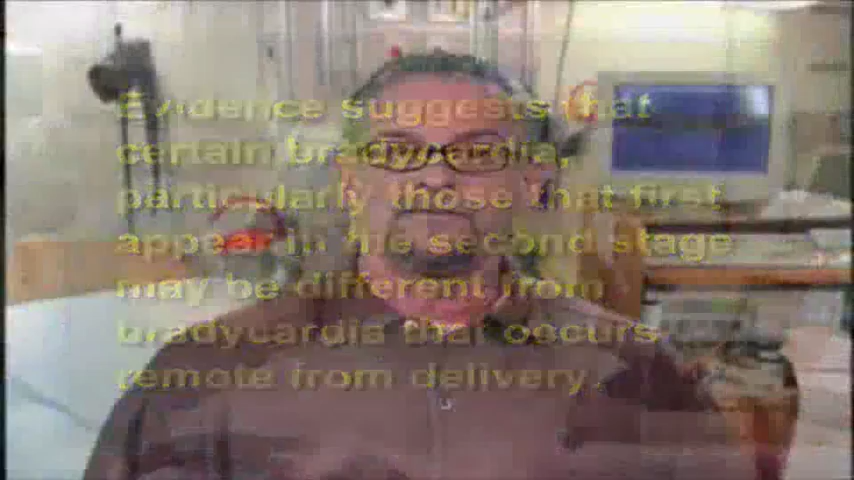 Evidence suggests that
certain bradycardia,
particularly those that first
appear in the second stage
may be different from
bradycardia that occurs
remote from delivery.